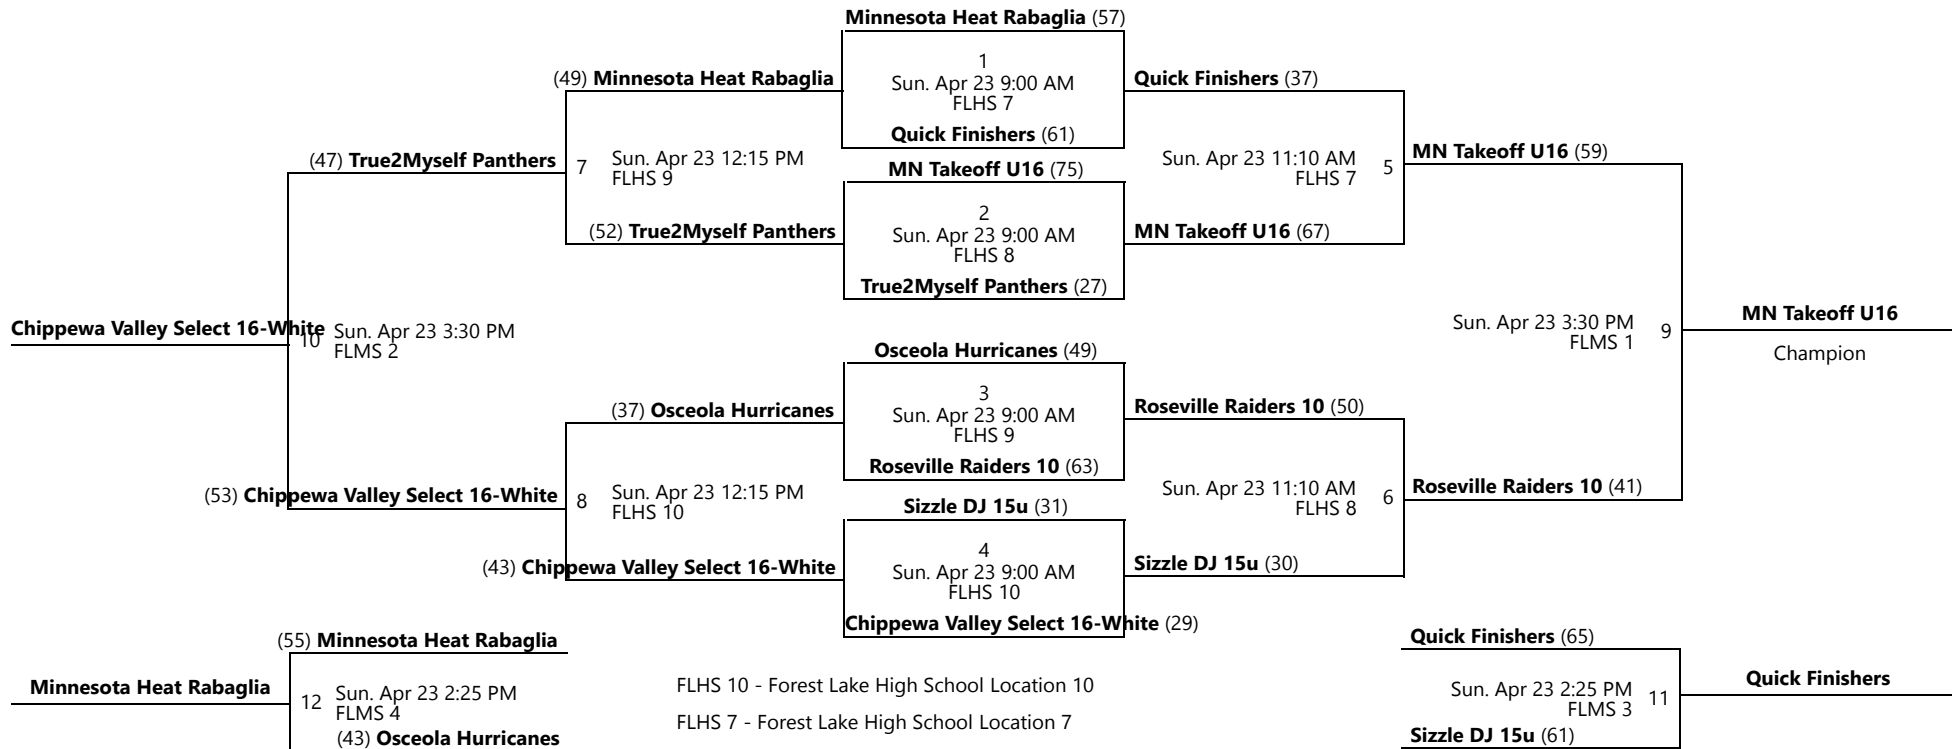 Minnesota Heat Rabaglia (57)
1
Sun. Apr 23 9:00 AM
FLHS 7
Quick Finishers (61)
(49) Minnesota Heat Rabaglia
Quick Finishers (37)
(47) True2Myself Panthers
7
Sun. Apr 23 12:15 PM
FLHS 9
MN Takeoff U16 (75)
2
Sun. Apr 23 9:00 AM
FLHS 8
True2Myself Panthers (27)
Sun. Apr 23 11:10 AM
FLHS 7
5
MN Takeoff U16 (59)
(52) True2Myself Panthers
MN Takeoff U16 (67)
Chippewa Valley Select 16-White
10
Sun. Apr 23 3:30 PM
FLMS 2
Sun. Apr 23 3:30 PM
FLMS 1
9
MN Takeoff U16
Champion
Osceola Hurricanes (49)
3
Sun. Apr 23 9:00 AM
FLHS 9
Roseville Raiders 10 (63)
(37) Osceola Hurricanes
Roseville Raiders 10 (50)
(53) Chippewa Valley Select 16-White
8
Sun. Apr 23 12:15 PM
FLHS 10
Sizzle DJ 15u (31)
4
Sun. Apr 23 9:00 AM
FLHS 10
Chippewa Valley Select 16-White (29)
Sun. Apr 23 11:10 AM
FLHS 8
6
Roseville Raiders 10 (41)
(43) Chippewa Valley Select 16-White
Sizzle DJ 15u (30)
(55) Minnesota Heat Rabaglia
Minnesota Heat Rabaglia
12
Sun. Apr 23 2:25 PM
FLMS 4
(43) Osceola Hurricanes
FLHS 10 - Forest Lake High School Location 10
FLHS 7 - Forest Lake High School Location 7
Quick Finishers (65)
Sun. Apr 23 2:25 PM
FLMS 3
11
Quick Finishers
Sizzle DJ 15u (61)